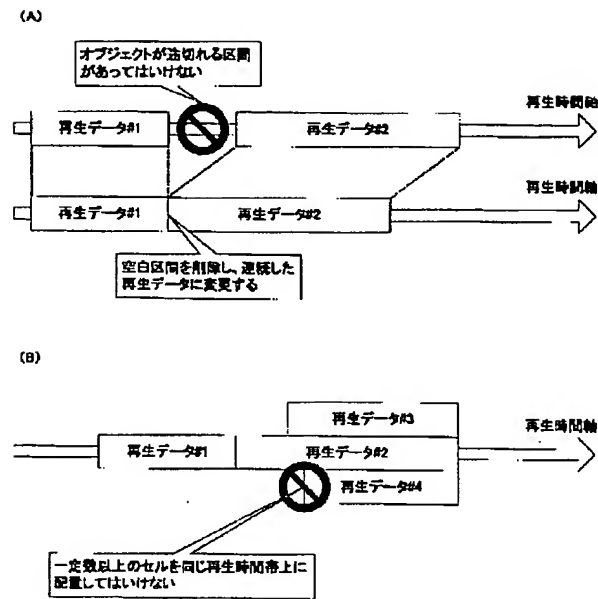 (A)
オブジェクトが途切れる区間
があってはいけない
再生時間軸
再生データ#1
再生データ#2
再生時間軸
再生データ#1
再生データ#2
空白区間を削除し、連続した
再生データに変更する
(B)
再生時間軸
再生データ#3
再生データ#1
再生データ#2
再生データ#4
一定数以上のセルを同じ再生時間帯上に
配置してはいけない